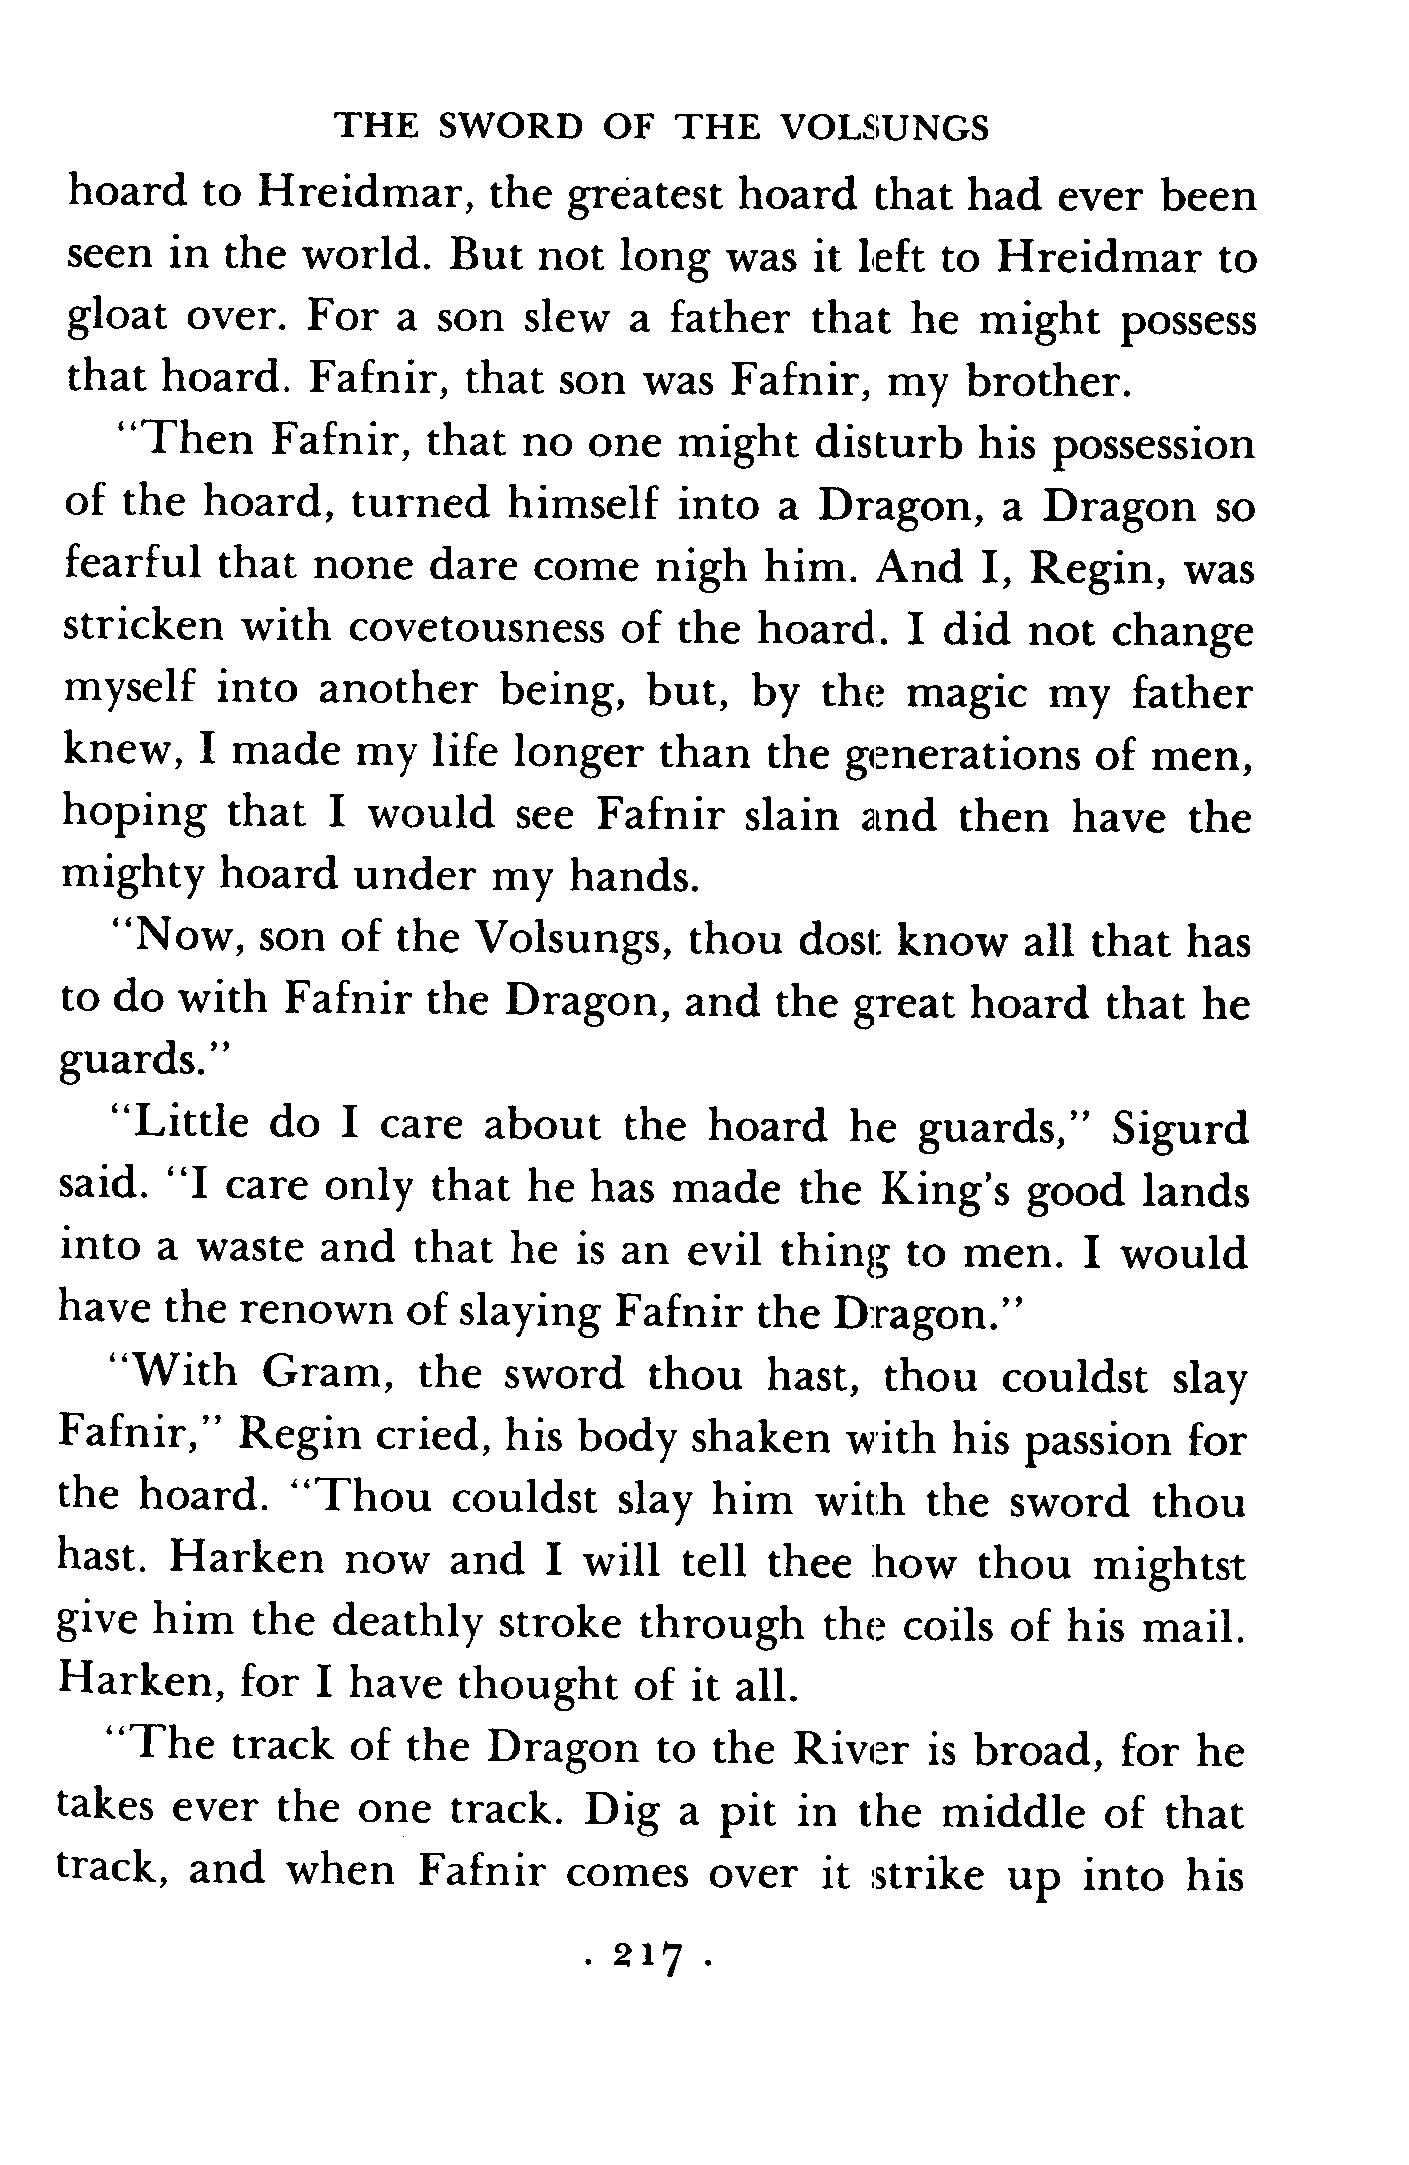 THE SWORD OF THE VOLSUNGS
hoard to Hreidmar, the greatest hoard that had ever been
seen in the world. But not long was it left to Hreidmar to
gloat over. For a son slew a father that he might possess
that hoard. Fafnir, that son was Fafnir, my brother.
“Then Fafnir, that no one might disturb his possession
of the hoard, turned himself into a Dragon, a Dragon so
fearful that none dare come nigh him. And I, Regin, was
stricken with covetousness of the hoard. I did not change
myself into another being, but, by the magic my father
knew, I made my life longer than the generations of men,
hoping that I would see Fafnir slain and then have the
mighty hoard under my hands.
“Now, son of the Volsungs, thou dost know all that has
to do with Fafnir the Dragon, and the great hoard that he
guards.”
“Little do I care about the hoard he guards,” Sigurd
said. “I care only that he has made the King’s good lands
into a waste and that he is an evil thing to men. I would
have the renown of slaying Fafnir the Dragon.”
“With Gram, the sword thou hast, thou couldst slay
Fafnir,” Regin cried, his body shaken with his passion for
the hoard. “Thou couldst slay him with the sword thou
hast. Harken now and I will tell thee how thou mightst
give him the deathly stroke through the coils of his mail.
Harken, for I have thought of it all.
“The track of the Dragon to the River is broad, for he
takes ever the one track. Dig a pit in the middle of that
track, and when Fafnir comes over it strike up into his
. 217 .